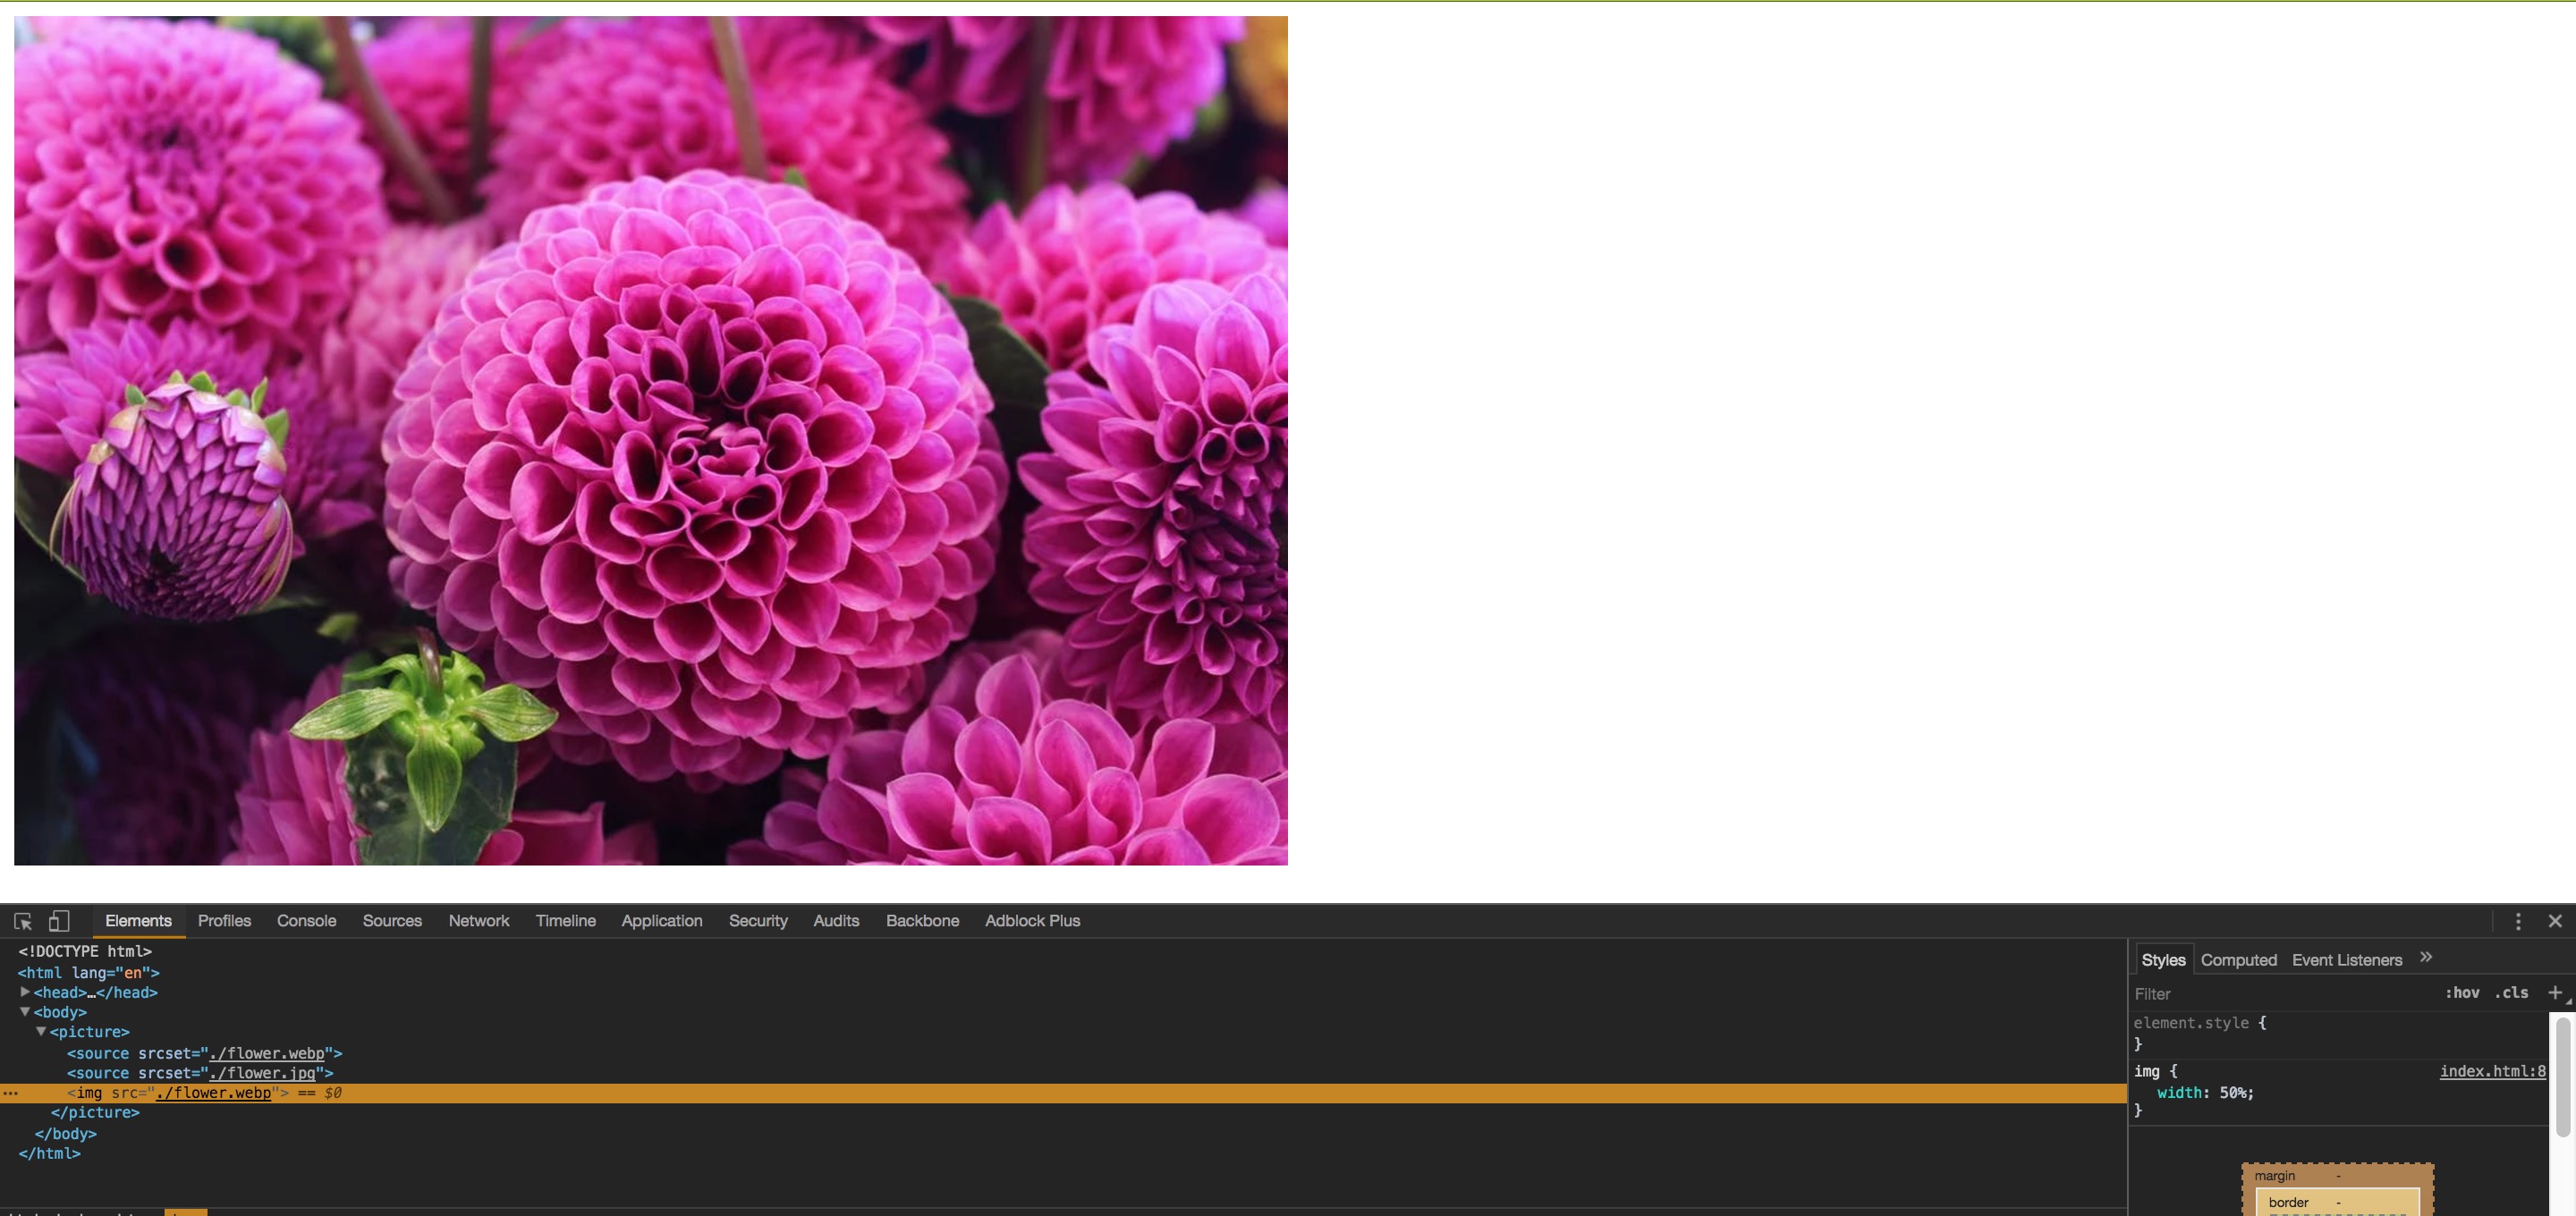 Elements Profiles Console Sources Network Timeline Application Security Audits Backbone Adblock Plus
<!DOCTYPE html>
<html lang="en">
<head>…</head>
<body>
<picture>
<source srcset="./flower.webp">
<source srcset="./flower.jpg">
<img src="./flower.webp"> == $0
</picture>
</body>
</html>
Styles Computed Event Listeners »
Filter :hov .cls +
element.style {
}
img { index.html:8
width: 50%;
}
margin -
border -